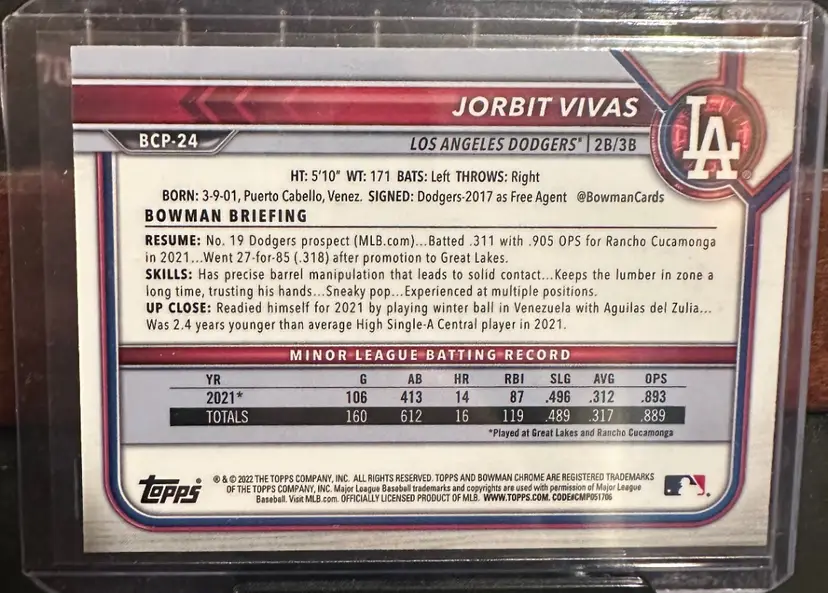 JORBIT VIVAS
BCP-24
LOS ANGELES DODGERS® | 2B/3B
LA
HT: 5'10" WT: 171 BATS: Left THROWS: Right
BORN: 3-9-01, Puerto Cabello, Venez. SIGNED: Dodgers-2017 as Free Agent @BowmanCards
BOWMAN BRIEFING
RESUME: No. 19 Dodgers prospect (MLB.com)...Batted .311 with .905 OPS for Rancho Cucamonga
in 2021...Went 27-for-85 (.318) after promotion to Great Lakes.
SKILLS: Has precise barrel manipulation that leads to solid contact...Keeps the lumber in zone a
long time, trusting his hands...Sneaky pop...Experienced at multiple positions.
UP CLOSE: Readied himself for 2021 by playing winter ball in Venezuela with Aguilas del Zulia...
Was 2.4 years younger than average High Single-A Central player in 2021.
MINOR LEAGUE BATTING RECORD
YR G AB HR RBI SLG AVG OPS
2021* 106 413 14 87 .496 .312 .893
TOTALS 160 612 16 119 .489 .317 .889
*Played at Great Lakes and Rancho Cucamonga
topps
® & © 2022 THE TOPPS COMPANY, INC. ALL RIGHTS RESERVED. TOPPS AND BOWMAN CHROME ARE REGISTERED TRADEMARKS
OF THE TOPPS COMPANY, INC. Major League Baseball trademarks and copyrights are used with permission of Major League
Baseball. Visit MLB.com. OFFICIALLY LICENSED PRODUCT OF MLB. WWW.TOPPS.COM. CODE#CMP051706